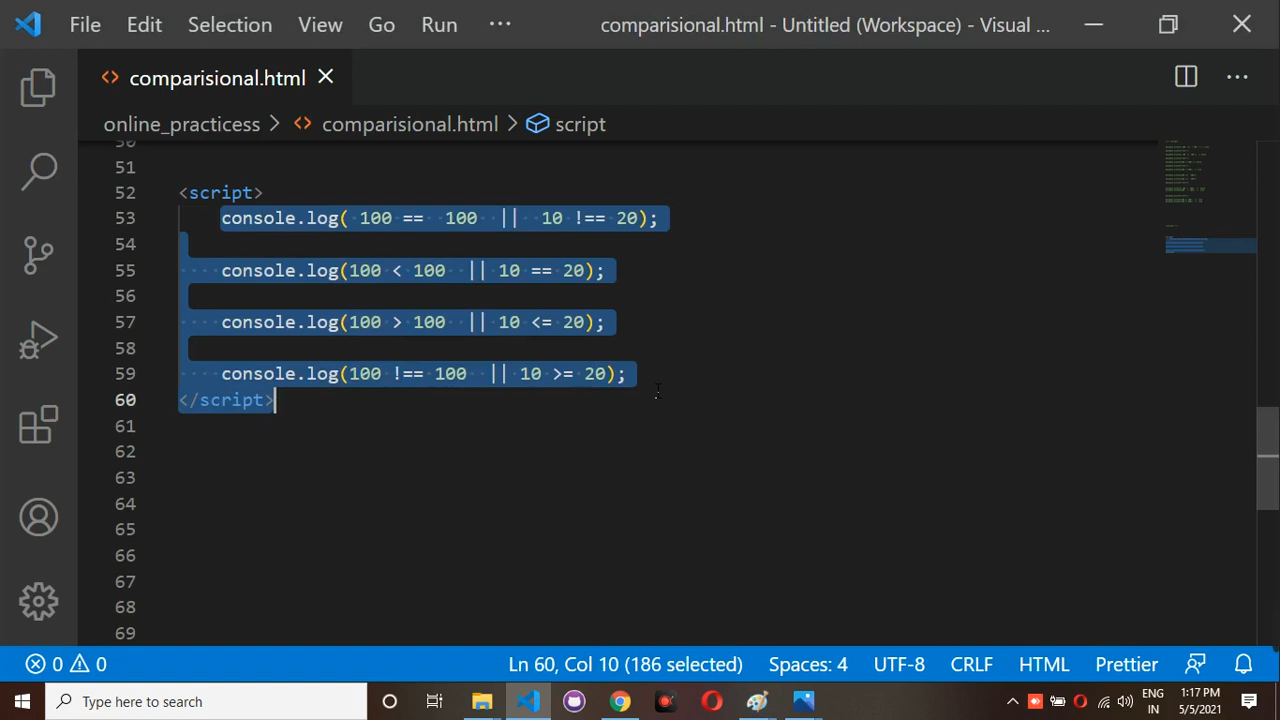 File Edit Selection View Go Run ··· comparisional.html - Untitled (Workspace) - Visual ...
<> comparisional.html ×
online_practicess > <> comparisional.html > script
50
51
52 <script>
53 console.log( 100 ==  100  ||  10 !== 20);
54
55 console.log(100 < 100  || 10 == 20);
56
57 console.log(100 > 100  || 10 <= 20);
58
59 console.log(100 !== 100  || 10 >= 20);
60 </script>
61
62
63
64
65
66
67
68
69
0 0 Ln 60, Col 10 (186 selected) Spaces: 4 UTF-8 CRLF HTML Prettier
Type here to search ENG IN 1:17 PM 5/5/2021